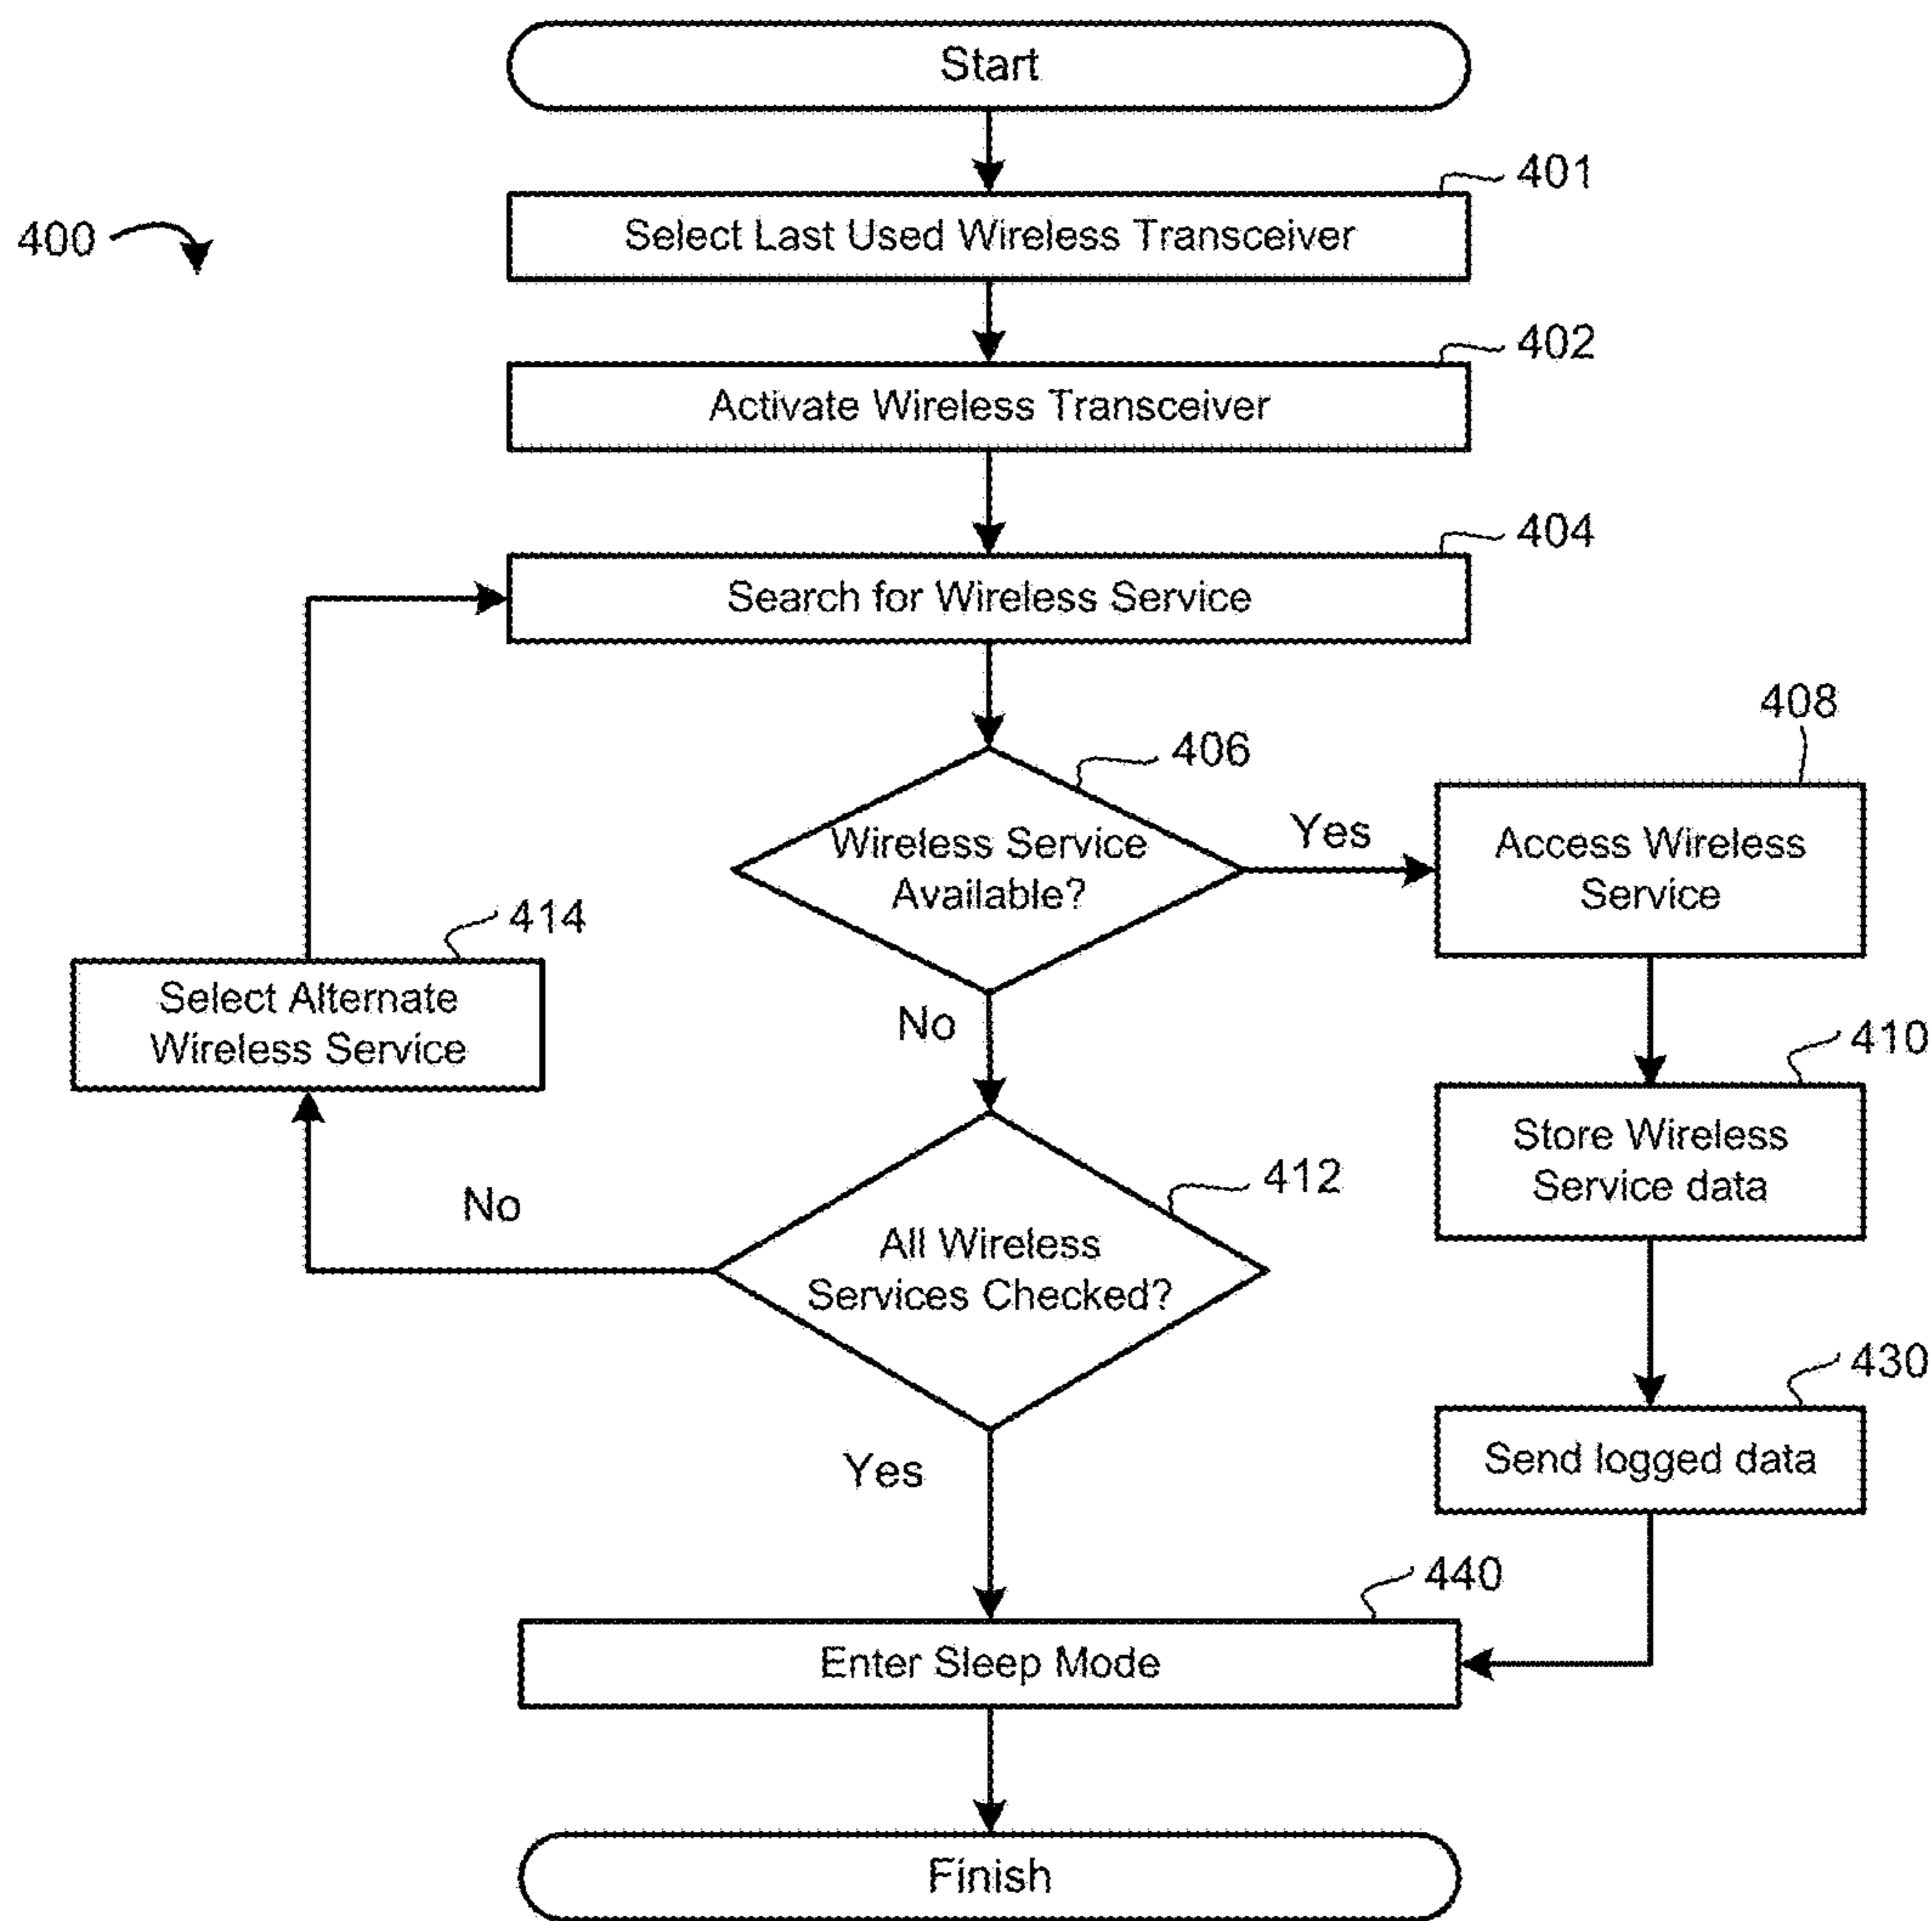 Start
401
Select Last Used Wireless Transceiver
400
402
Activate Wireless Transceiver
404
Search for Wireless Service
406
Wireless Service
Available?
Yes
408
Access Wireless
Service
414
Select Alternate
Wireless Service
No
410
Store Wireless
Service data
412
All Wireless
Services Checked?
No
Yes
430
Send logged data
440
Enter Sleep Mode
Finish